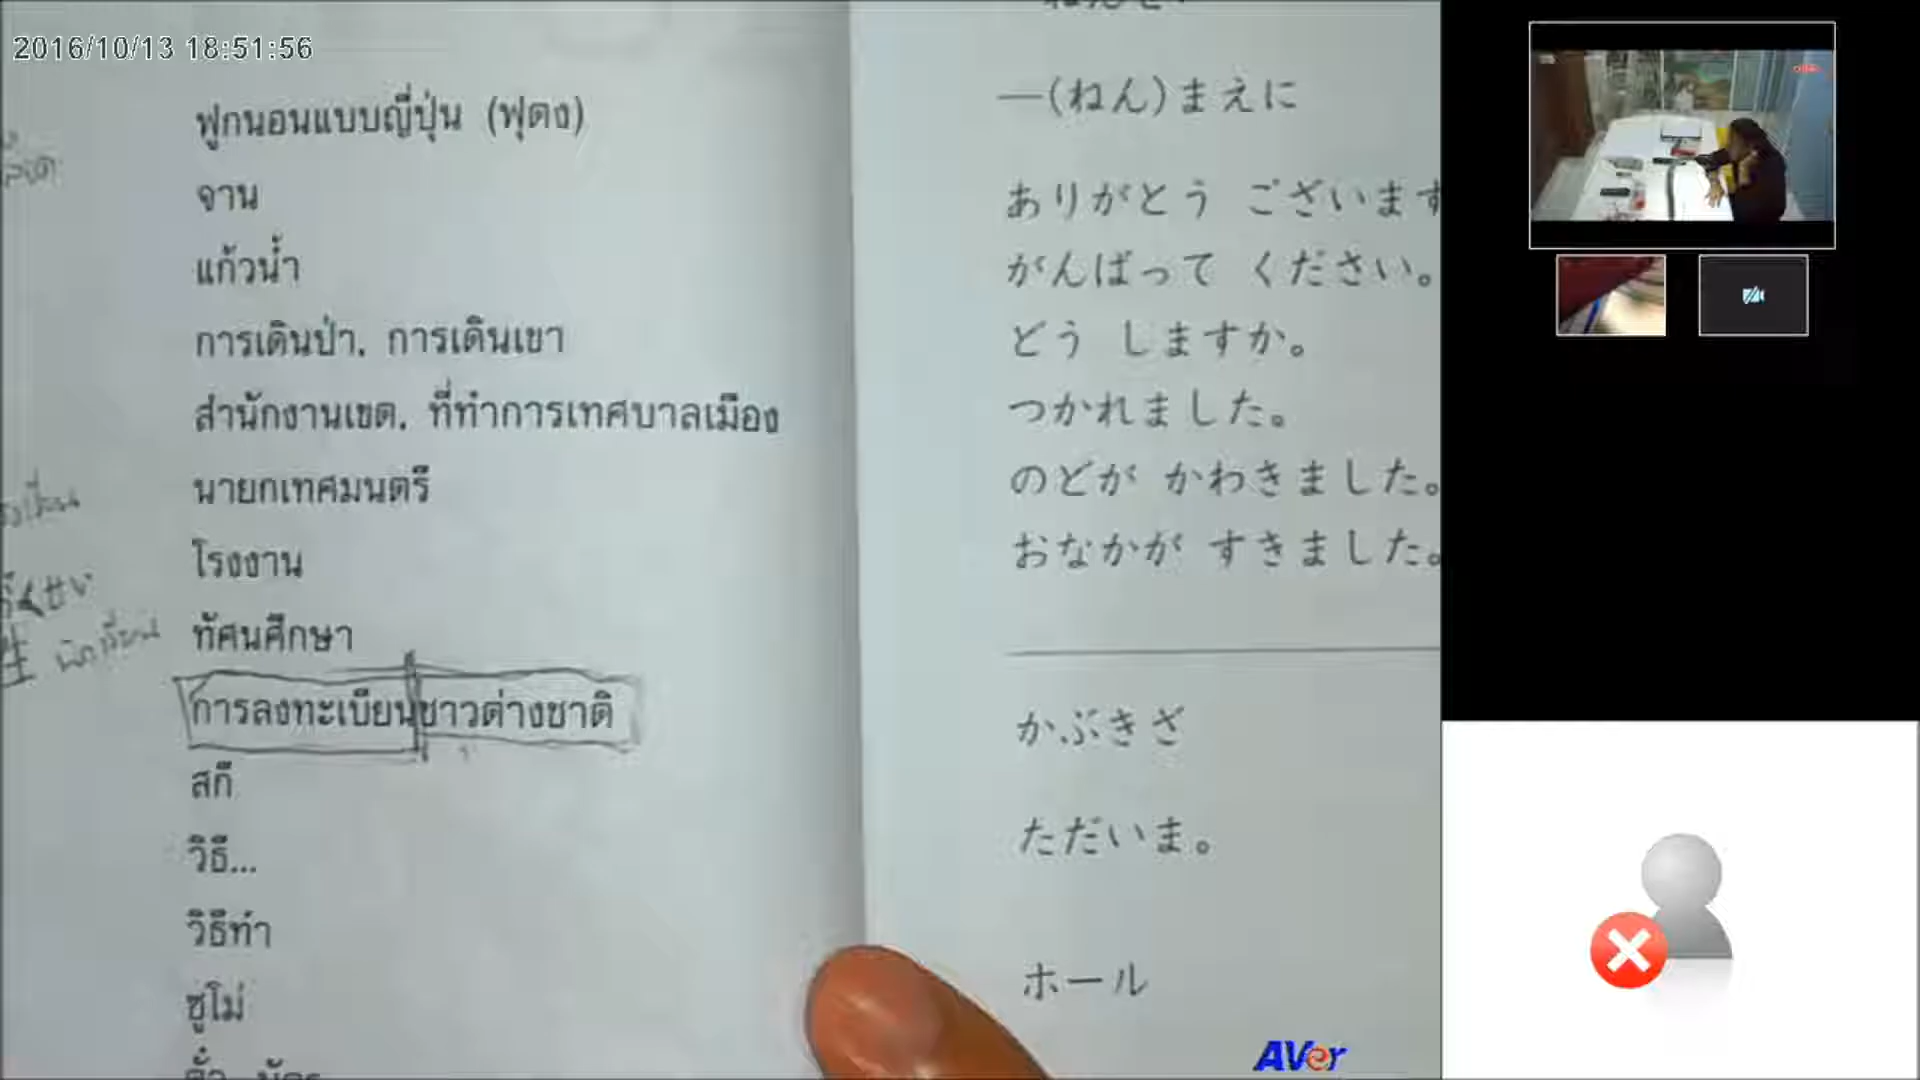 2016/10/13 18:51:56
ฟูกนอนแบบญี่ปุ่น (ฟุตง)
จาน
แก้วน้ำ
การเดินป่า, การเดินเขา
สำนักงานเขต, ที่ทำการเทศบาลเมือง
นายกเทศมนตรี
โรงงาน
ทัศนศึกษา
การลงทะเบียนชาวต่างชาติ
สกี
วิธี...
วิธีทำ
ซูโม่
生 นักเรียน
—(ねん)まえに
ありがとう ございます
がんばって ください。
どう しますか。
つかれました。
のどが かわきました。
おなかが すきました。
かぶきざ
ただいま。
ホール
AVer